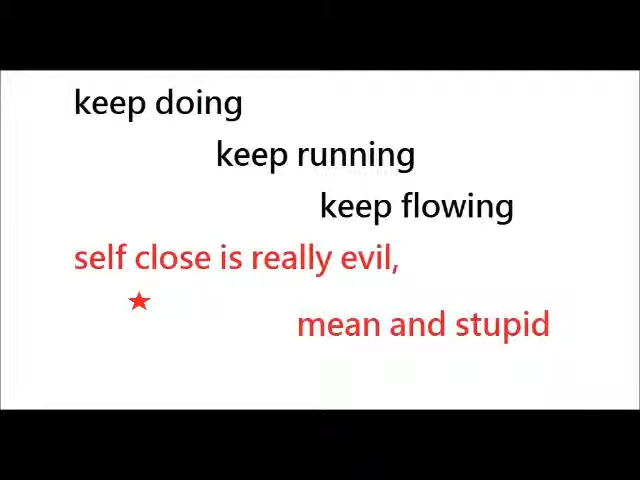 keep doing
keep running
keep flowing
self close is really evil,
mean and stupid